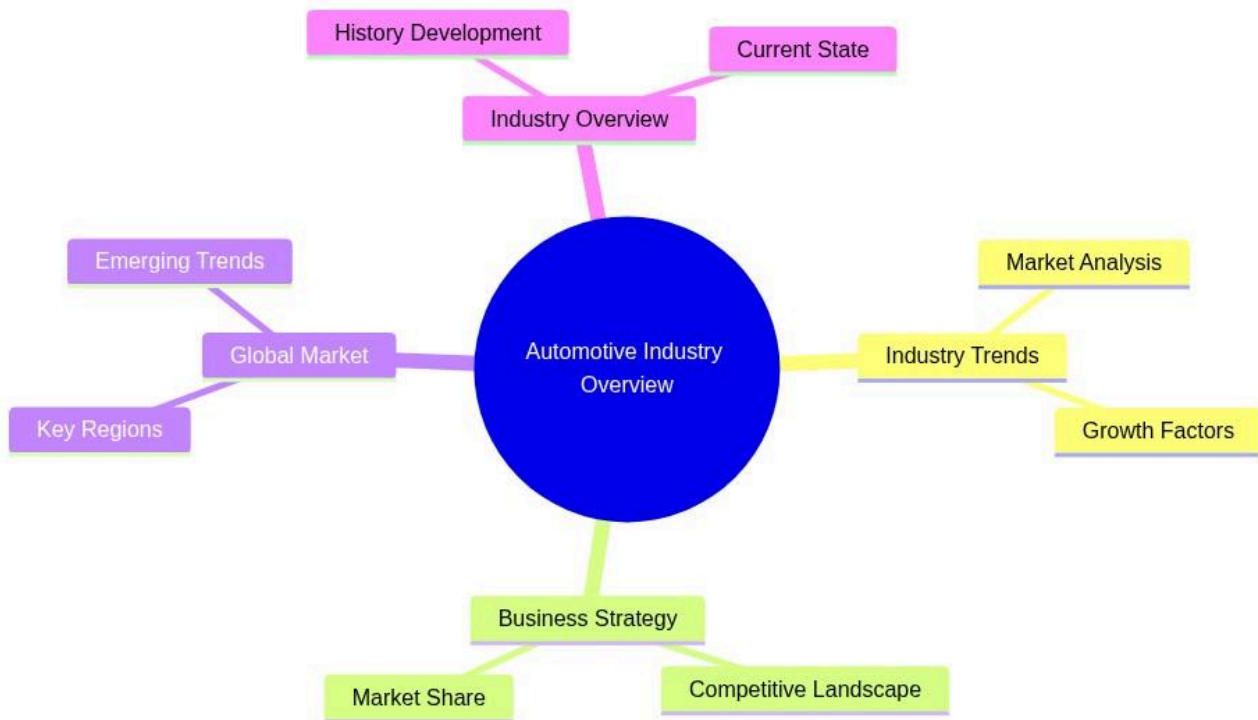 History Development
Current State
Industry Overview
Emerging Trends
Global Market
Key Regions
Automotive Industry
Overview
Market Analysis
Industry Trends
Growth Factors
Business Strategy
Market Share
Competitive Landscape